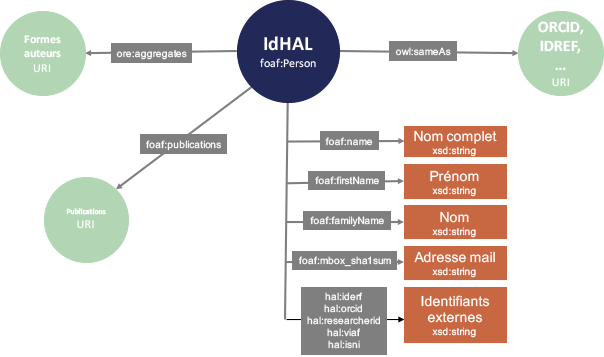 Formes
auteurs
URI
ore:aggregates
IdHAL
foaf:Person
owl:sameAs
ORCID,
IDREF,
...
URI
foaf:publications
Publications
URI
foaf:name
Nom complet
xsd:string
foaf:firstName
Prénom
xsd:string
foaf:familyName
Nom
xsd:string
foaf:mbox_sha1sum
Adresse mail
xsd:string
hal:iderf
hal:orcid
hal:researcherid
hal:viaf
hal:isni
Identifiants
externes
xsd:string